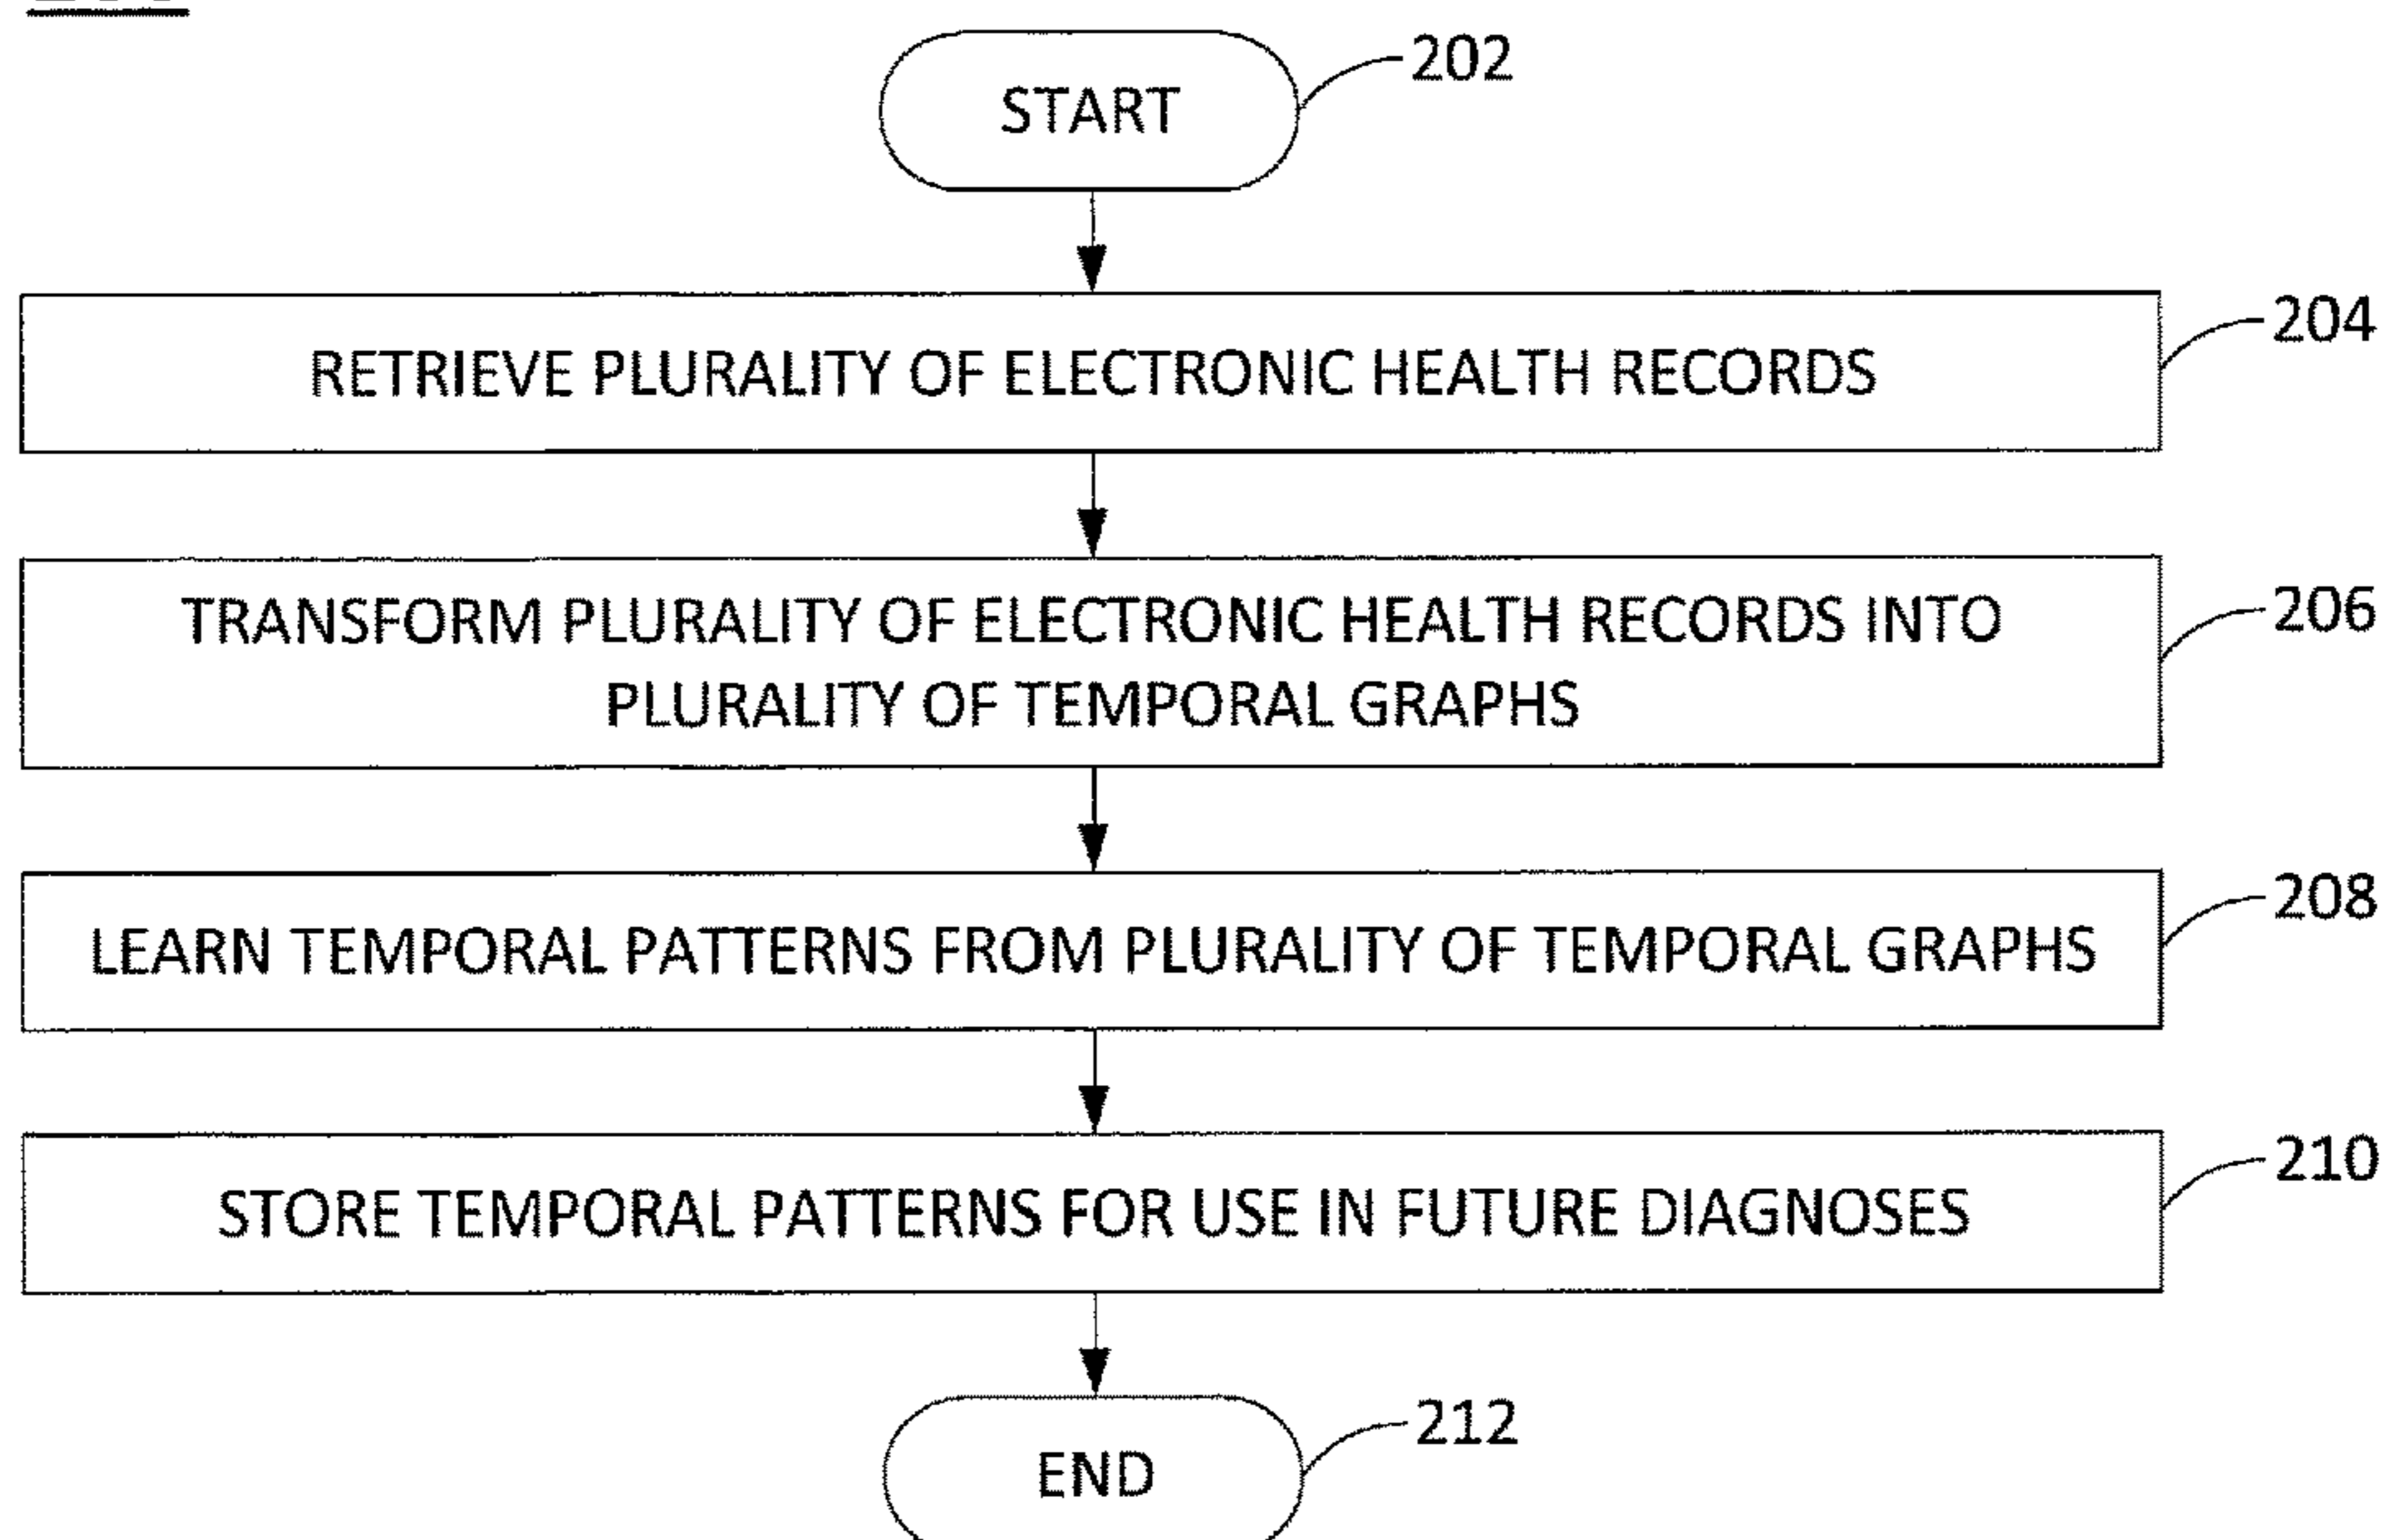 START
202
RETRIEVE PLURALITY OF ELECTRONIC HEALTH RECORDS
204
TRANSFORM PLURALITY OF ELECTRONIC HEALTH RECORDS INTO
PLURALITY OF TEMPORAL GRAPHS
206
LEARN TEMPORAL PATTERNS FROM PLURALITY OF TEMPORAL GRAPHS
208
STORE TEMPORAL PATTERNS FOR USE IN FUTURE DIAGNOSES
210
END
212